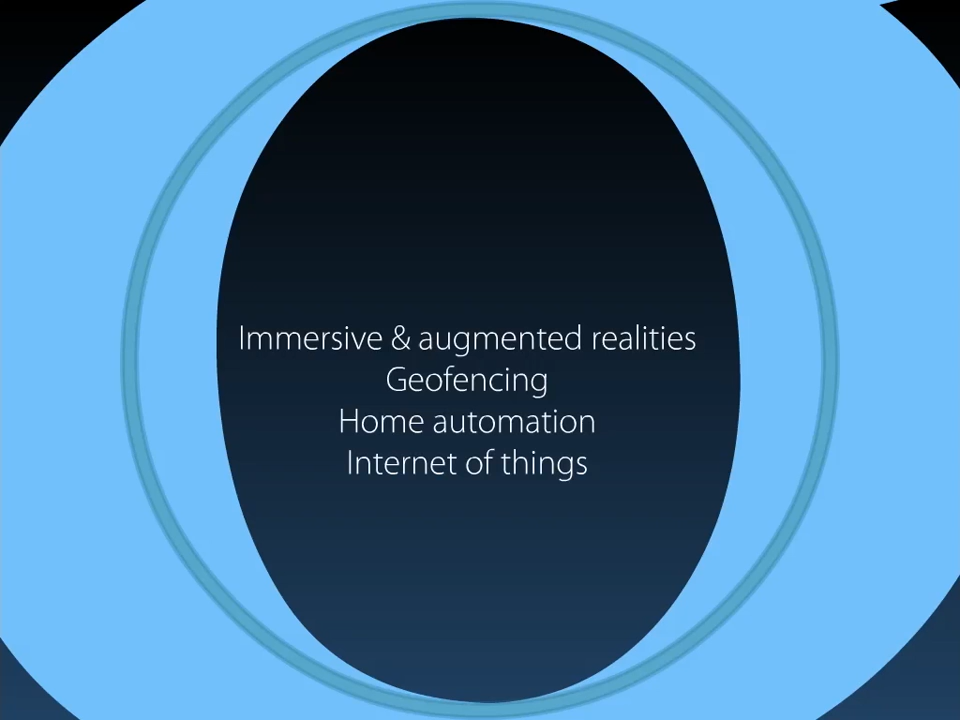 Immersive & augmented realities
Geofencing
Home automation
Internet of things